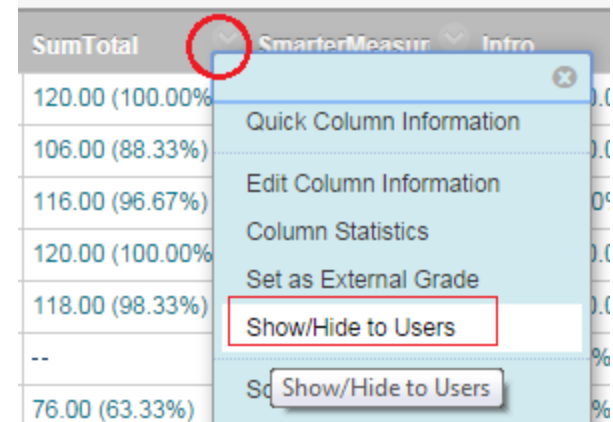 SumTotal SmarterMeasur Intro
120.00 (100.00%
Quick Column Information
106.00 (88.33%)
Edit Column Information
116.00 (96.67%)
Column Statistics
120.00 (100.00%
Set as External Grade
118.00 (98.33%)
Show/Hide to Users
--
%
Show/Hide to Users
76.00 (63.33%)
%